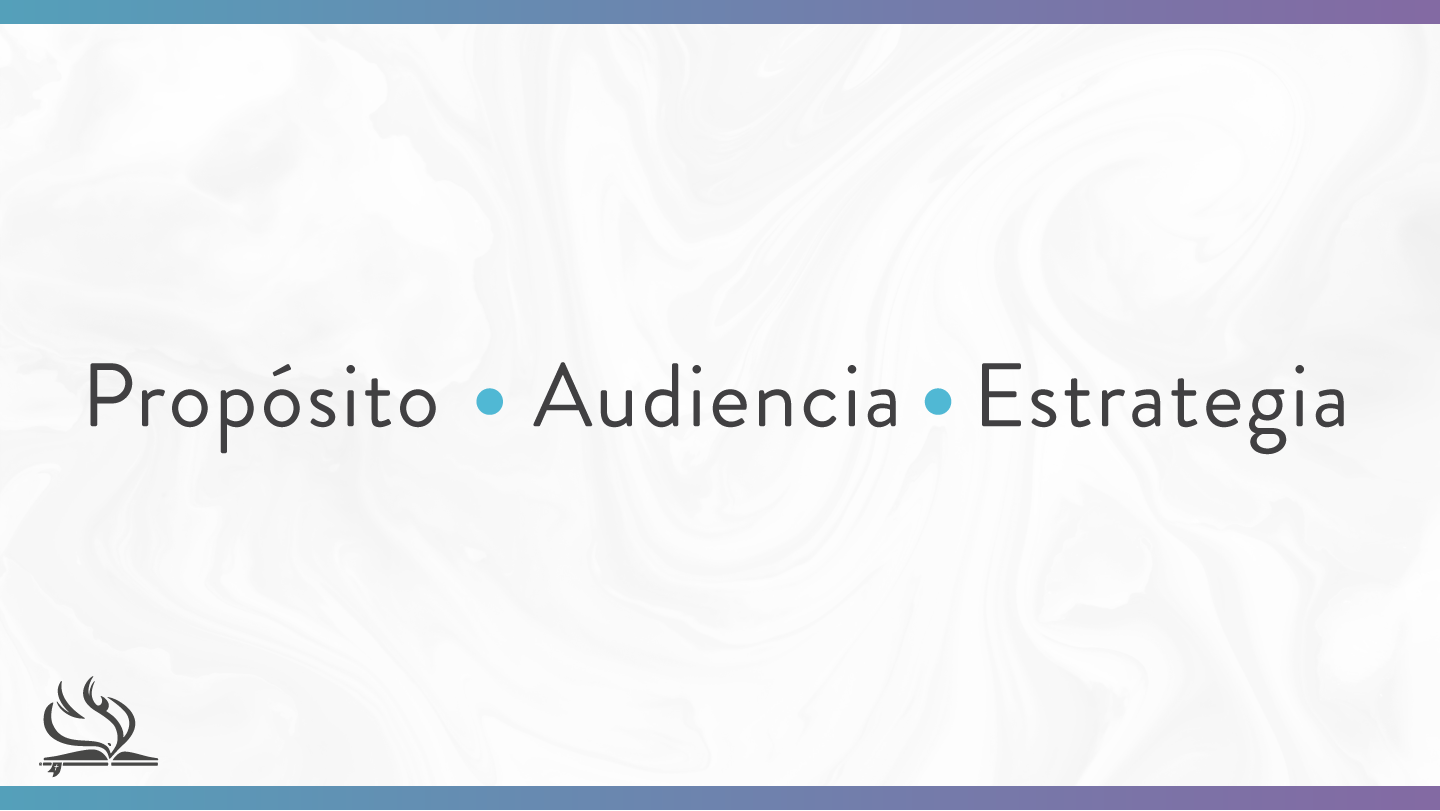 Propósito • Audiencia • Estrategia